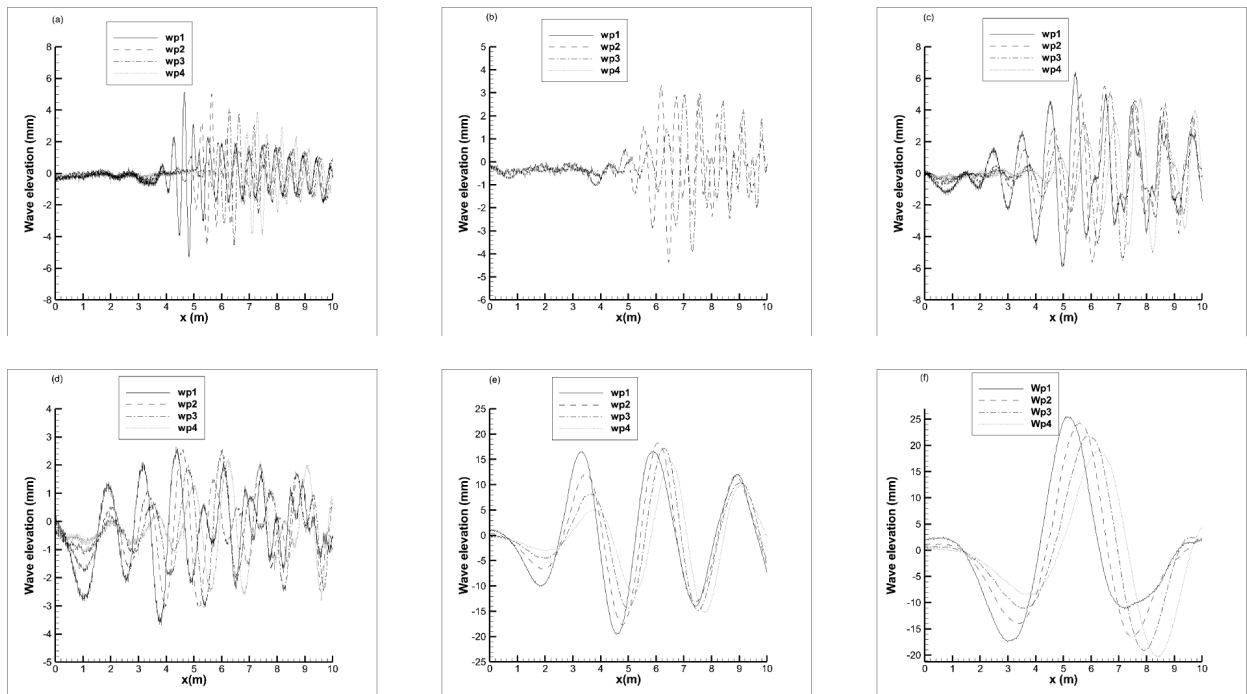 (a)
wp1
wp2
wp3
wp4
Wave elevation (mm)
8
6
4
2
0
-2
-4
-6
-8
0 1 2 3 4 5 6 7 8 9 10
x (m)
(b)
wp1
wp2
wp3
wp4
Wave elevation (mm)
5
4
3
2
1
0
-1
-2
-3
-4
-5
-6
0 1 2 3 4 5 6 7 8 9 10
x(m)
(c)
wp1
wp2
wp3
wp4
Wave elevation (mm)
8
6
4
2
0
-2
-4
-6
-8
0 1 2 3 4 5 6 7 8 9 10
x (m)
(d)
wp1
wp2
wp3
wp4
Wave elevation (mm)
4
3
2
1
0
-1
-2
-3
-4
-5
0 1 2 3 4 5 6 7 8 9 10
x(m)
(e)
wp1
wp2
wp3
wp4
Wave elevation (mm)
25
20
15
10
5
0
-5
-10
-15
-20
-25
0 1 2 3 4 5 6 7 8 9 10
x(m)
(f)
Wp1
Wp2
Wp3
Wp4
Wave elevation (mm)
25
20
15
10
5
0
-5
-10
-15
-20
0 1 2 3 4 5 6 7 8 9 10
x (m)